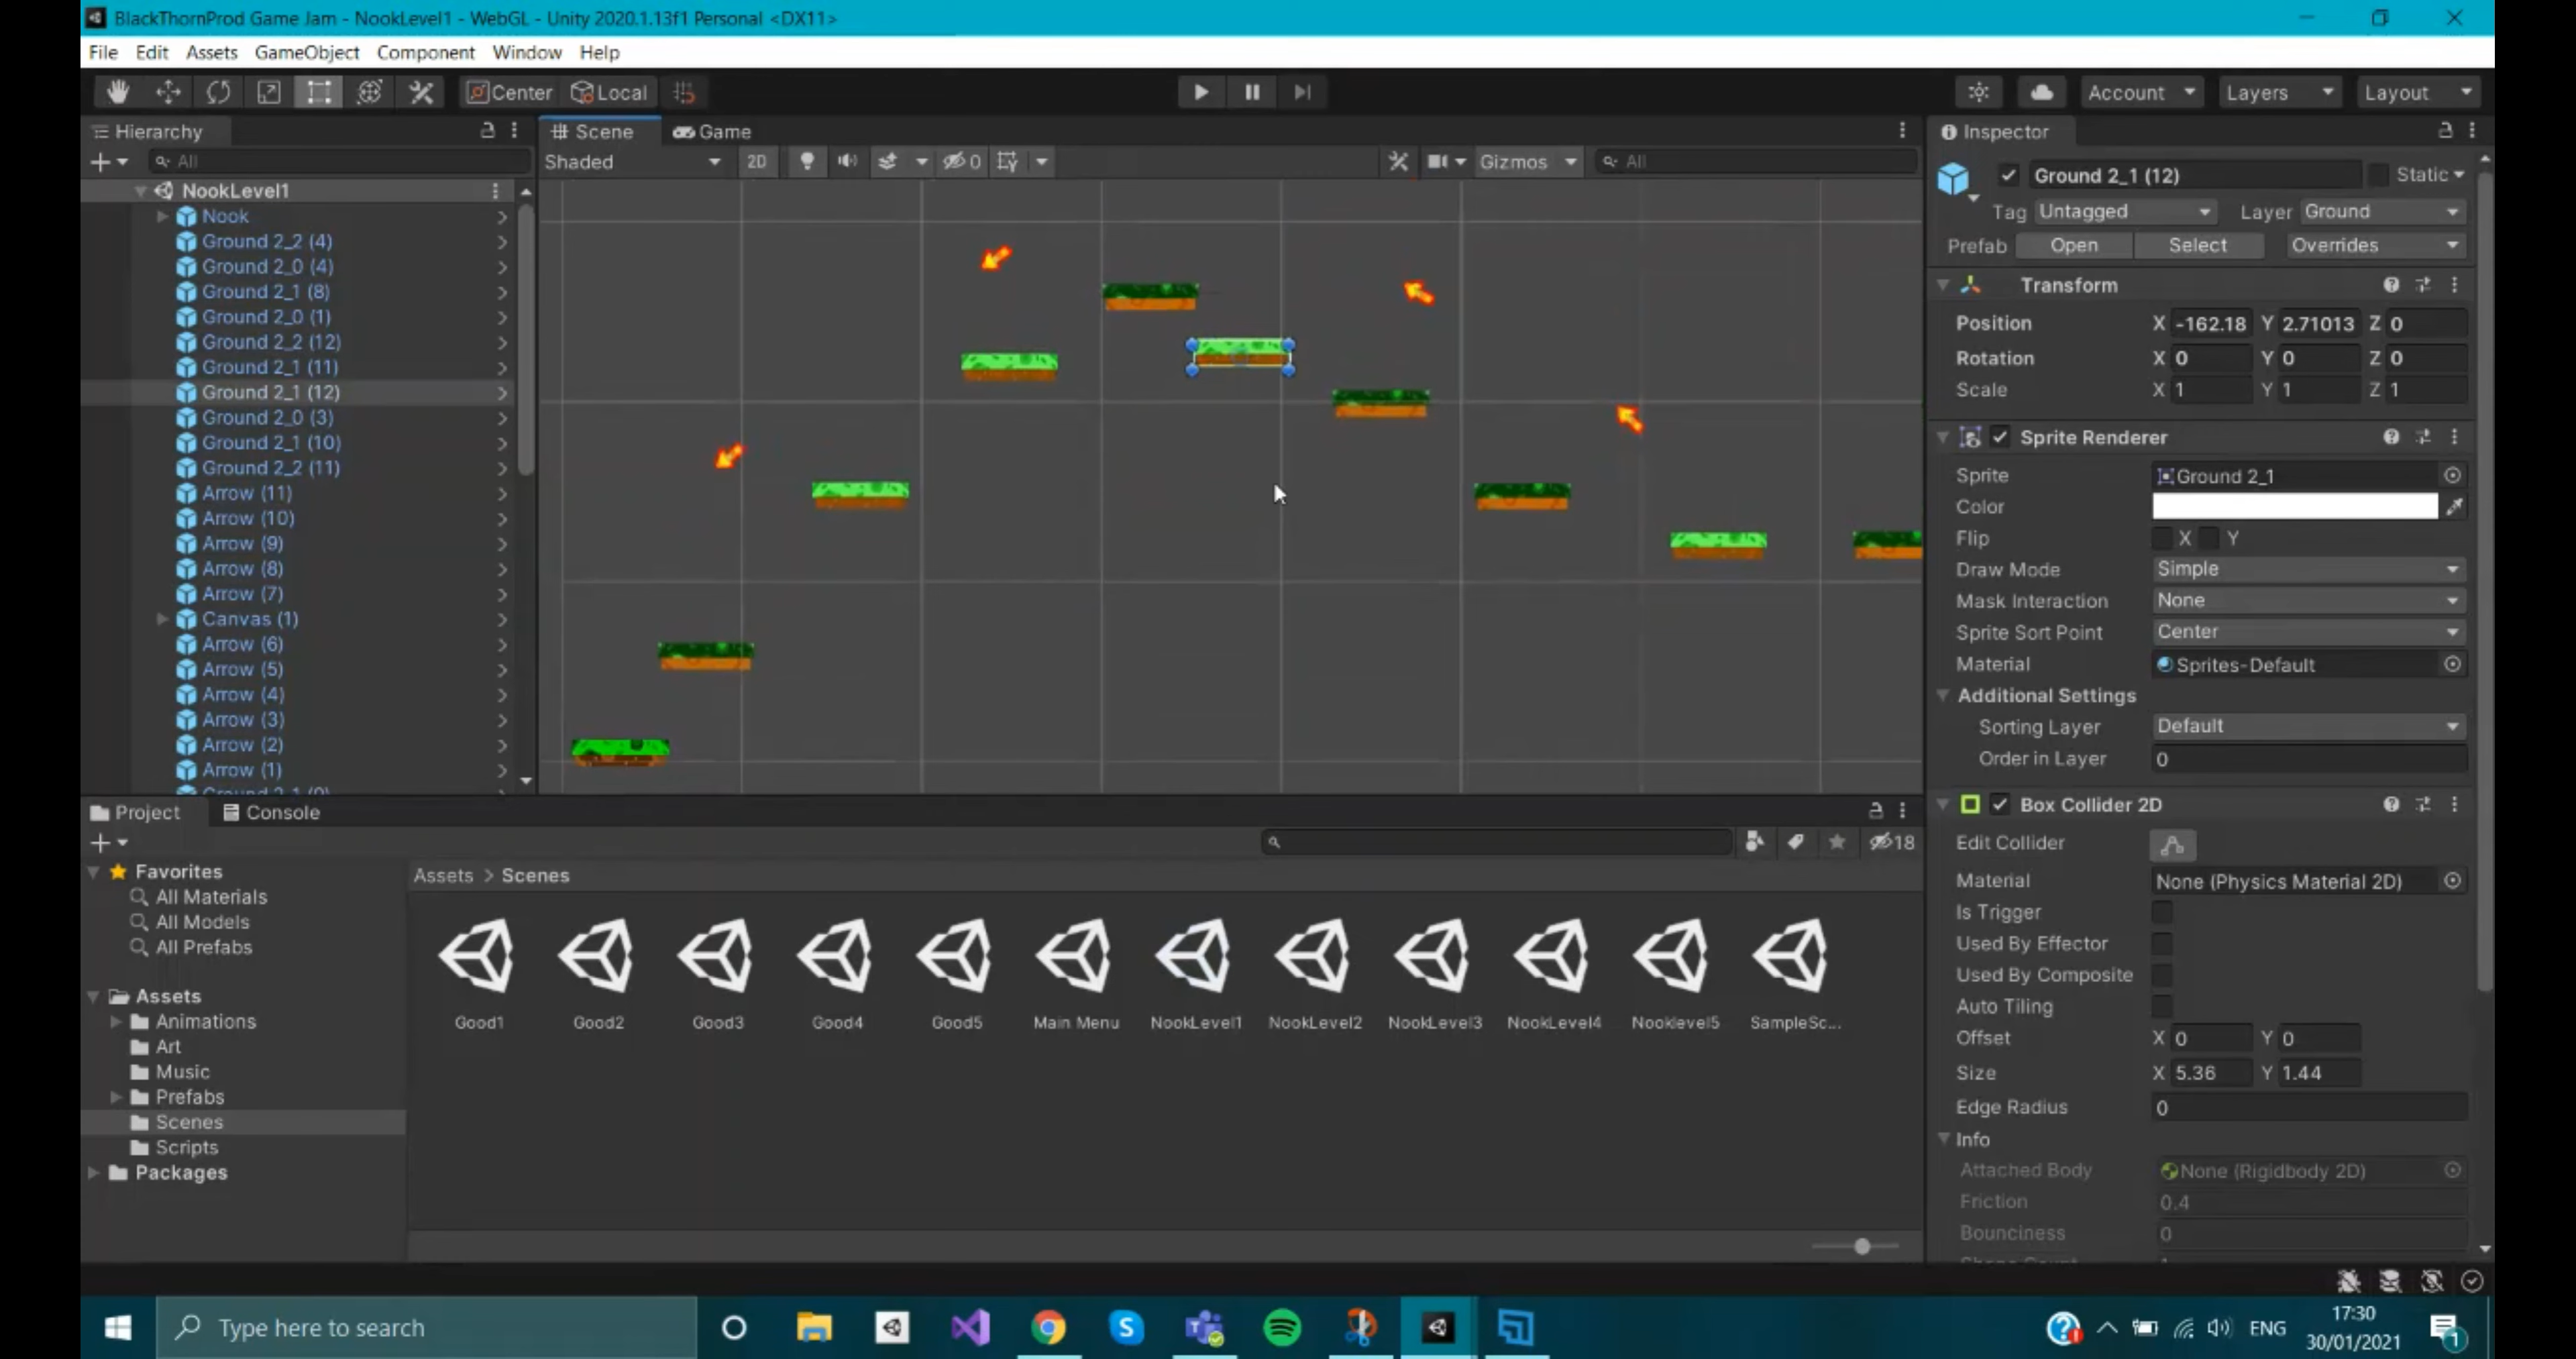 BlackThornProd Game Jam - NookLevel1 - WebGL - Unity 2020.1.13f1 Personal <DX11>
File Edit Assets GameObject Component Window Help
Center Local
Account Layers Layout
Hierarchy
All
NookLevel1
Nook
Ground 2_2 (4)
Ground 2_0 (4)
Ground 2_1 (8)
Ground 2_0 (1)
Ground 2_2 (12)
Ground 2_1 (11)
Ground 2_1 (12)
Ground 2_0 (3)
Ground 2_1 (10)
Ground 2_2 (11)
Arrow (11)
Arrow (10)
Arrow (9)
Arrow (8)
Arrow (7)
Canvas (1)
Arrow (6)
Arrow (5)
Arrow (4)
Arrow (3)
Arrow (2)
Arrow (1)
Scene Game
Shaded 2D 0 Gizmos All
Inspector
Ground 2_1 (12) Static
Tag Untagged Layer Ground
Prefab Open Select Overrides
Transform
Position X -162.18 Y 2.71013 Z 0
Rotation X 0 Y 0 Z 0
Scale X 1 Y 1 Z 1
Sprite Renderer
Sprite Ground 2_1
Color
Flip X Y
Draw Mode Simple
Mask Interaction None
Sprite Sort Point Center
Material Sprites-Default
Additional Settings
Sorting Layer Default
Order in Layer 0
Box Collider 2D
Edit Collider
Material None (Physics Material 2D)
Is Trigger
Used By Effector
Used By Composite
Auto Tiling
Offset X 0 Y 0
Size X 5.36 Y 1.44
Edge Radius 0
Info
Attached Body None (Rigidbody 2D)
Friction 0.4
Bounciness 0
Project Console
18
Favorites
All Materials
All Models
All Prefabs
Assets
Animations
Art
Music
Prefabs
Scenes
Scripts
Packages
Assets > Scenes
Good1 Good2 Good3 Good4 Good5 Main Menu NookLevel1 NookLevel2 NookLevel3 NookLevel4 Nooklevel5 SampleSc...
Type here to search
ENG
17:30
30/01/2021
1